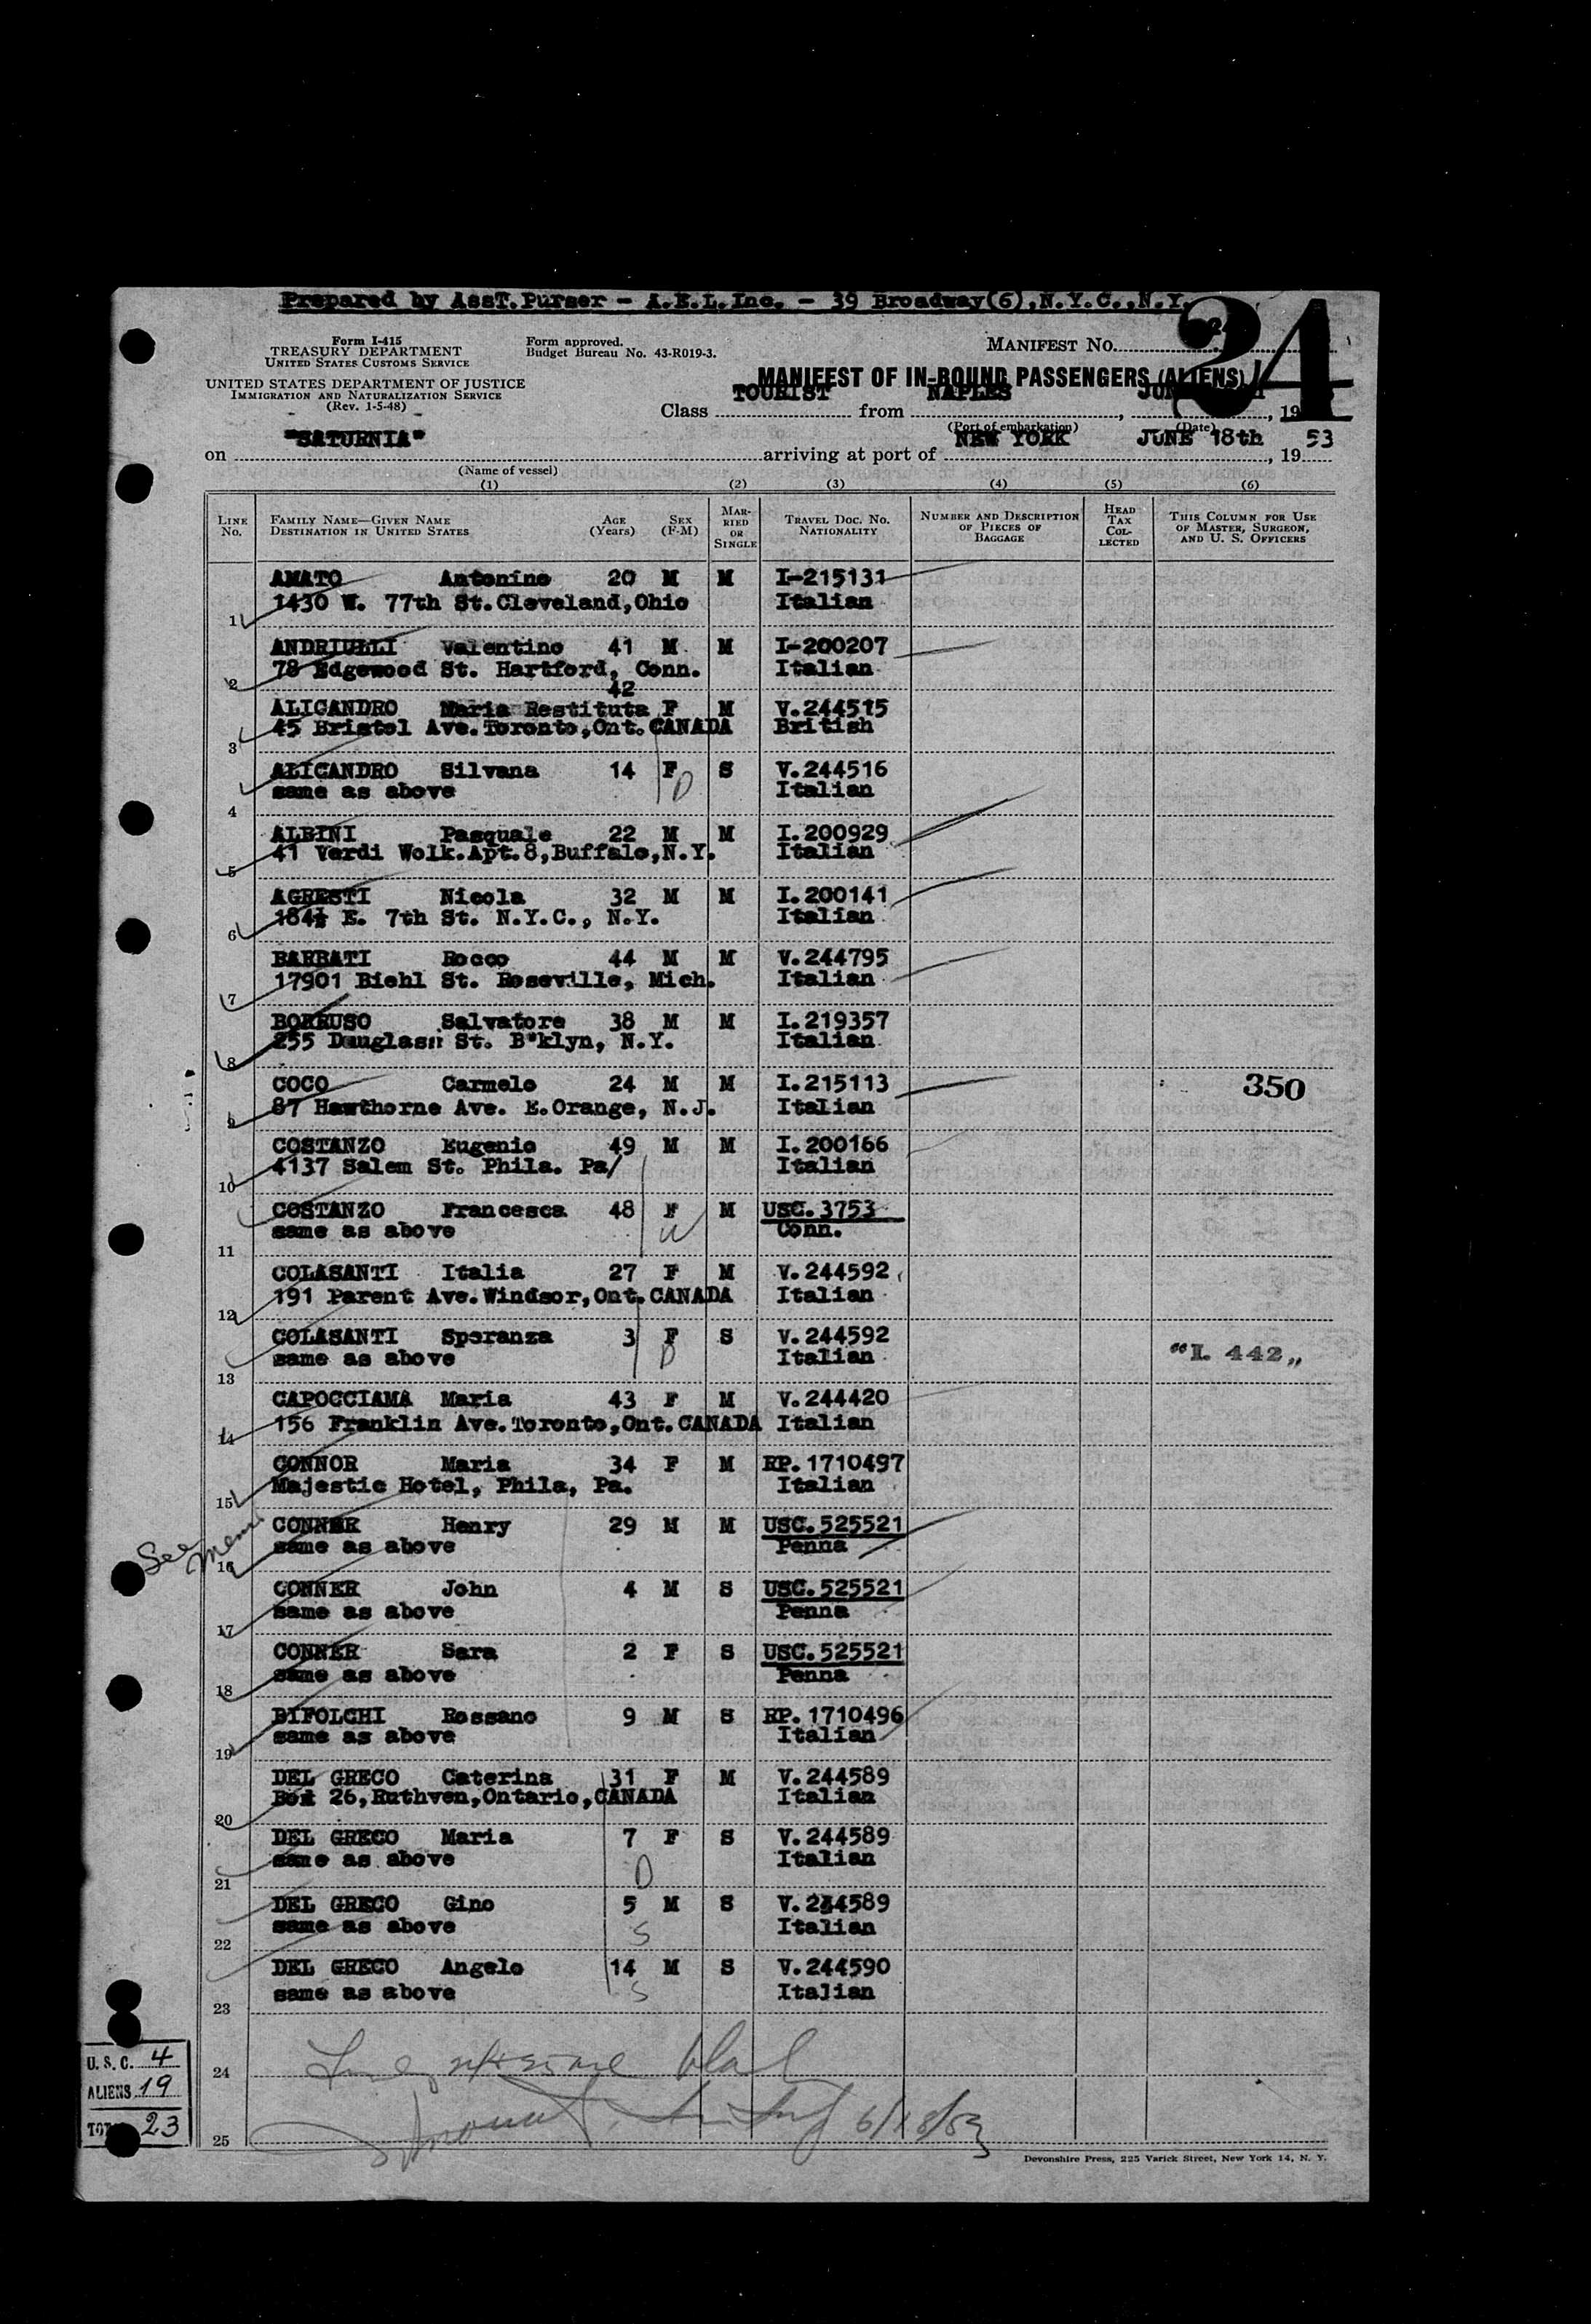 Prepared by AssT.Purser - A.E.L.Inc. - 39 Broadway(6),N.Y.C.,N.Y.
34
Form I-415
TREASURY DEPARTMENT
UNITED STATES CUSTOMS SERVICE
Form approved.
Budget Bureau No. 43-R019-3.
MANIFEST NO.
UNITED STATES DEPARTMENT OF JUSTICE
IMMIGRATION AND NATURALIZATION SERVICE
(Rev. 1-5-48)
MANIFEST OF IN-BOUND PASSENGERS (ALIENS)
Class TOURIST from NAPLES, , 19
(Port of embarkation) (Date)
on "SATURNIA" arriving at port of NEW YORK JUNE 18th, 1953
(Name of vessel)
(1) (2) (3) (4) (5) (6)
LINE NO. FAMILY NAME—GIVEN NAME DESTINATION IN UNITED STATES AGE (Years) SEX (F-M) MARRIED OR SINGLE TRAVEL DOC. NO. NATIONALITY NUMBER AND DESCRIPTION OF PIECES OF BAGGAGE HEAD TAX COLLECTED THIS COLUMN FOR USE OF MASTER, SURGEON, AND U. S. OFFICERS
AMATO Antonino 20 M M I-215131
1 1430 W. 77th St.Cleveland,Ohio Italian
ANDRIULLI Valentino 41 M M I-200207
2 78 Edgewood St. Hartford, Conn. Italian
42
ALICANDRO Maria Restituta F M V.244515
3 45 Bristol Ave.Toronto,Ont.CANADA British
ALICANDRO Silvana 14 F S V.244516
4 same as above D Italian
ALBINI Pasquale 22 M M I.200929
5 41 Verdi Wolk.Apt.8,Buffalo,N.Y. Italian
AGRESTI Nicola 32 M M I.200141
6 184½ E. 7th St. N.Y.C., N.Y. Italian
BARBATI Rocco 44 M M V.244795
7 17901 Biehl St. Roseville, Mich. Italian
BORRUSO Salvatore 38 M M I.219357
8 255 Douglass St. B'klyn, N.Y. Italian
COCO Carmelo 24 M M I.215113 350
9 87 Hawthorne Ave. E.Orange, N.J. Italian
COSTANZO Eugenio 49 M M I.200166
10 4137 Salem St. Phila. Pa/ Italian
COSTANZO Francesca 48 F M USC.3753
11 same as above W Conn.
COLASANTI Italia 27 F M V.244592
12 191 Parent Ave.Windsor,Ont.CANADA Italian
COLASANTI Speranza 3 F S V.244592
13 same as above D Italian "I. 442"
CAPOCCIAMA Maria 43 F M V.244420
14 156 Franklin Ave.Toronto,Ont.CANADA Italian
CONNOR Maria 34 F M RP.1710497
15 Majestic Hotel, Phila, Pa. Italian
See Mem.
CONNER Henry 29 M M USC.525521
16 same as above Penna
CONNER John 4 M S USC.525521
17 same as above Penna
CONNER Sara 2 F S USC.525521
18 same as above Penna
BIFOLCHI Rossano 9 M S RP.1710496
19 same as above Italian
DEL GRECO Caterina 31 F M V.244589
20 Box 26,Ruthven,Ontario,CANADA Italian
DEL GRECO Maria 7 F S V.244589
21 same as above D Italian
DEL GRECO Gino 5 M S V.244589
22 same as above S Italian
DEL GRECO Angelo 14 M S V.244590
23 same as above S Italian
24
25
6/18/53
U. S. C. 4
ALIENS 19
TOT 23
Devonshire Press, 225 Varick Street, New York 14, N. Y.